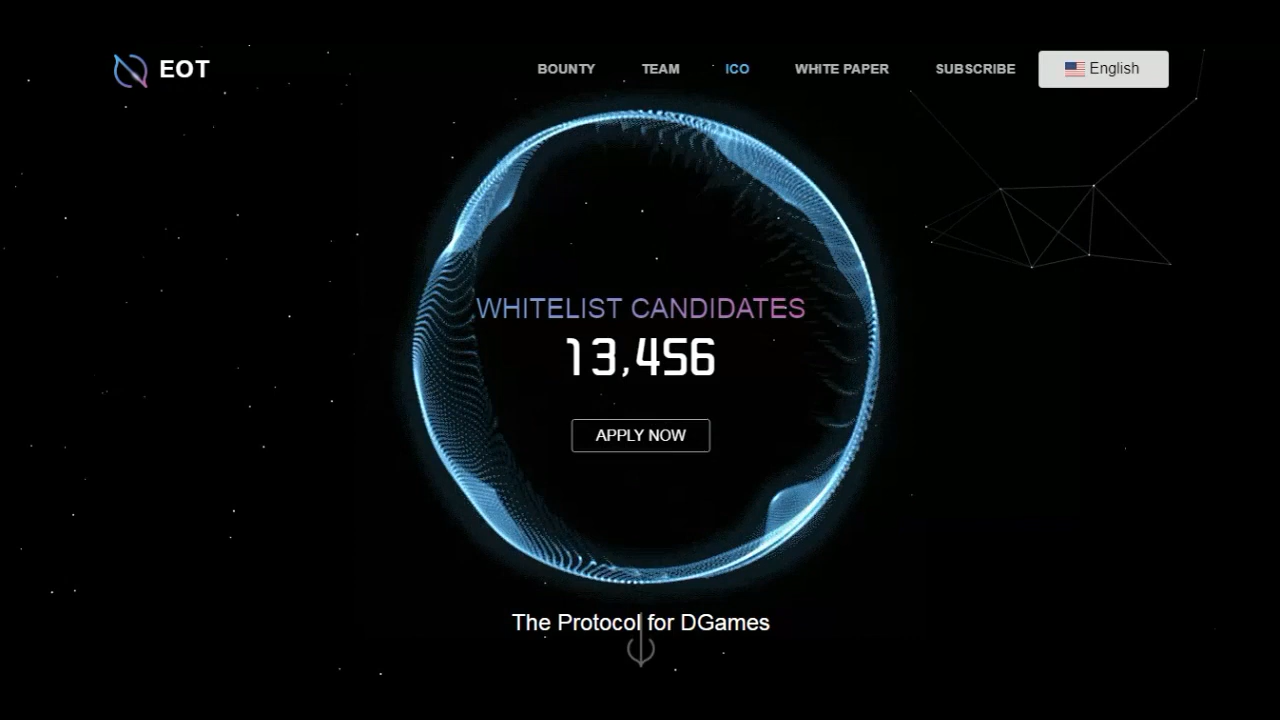 EOT
BOUNTY TEAM ICO WHITE PAPER SUBSCRIBE English
WHITELIST CANDIDATES
13,456
APPLY NOW
The Protocol for DGames